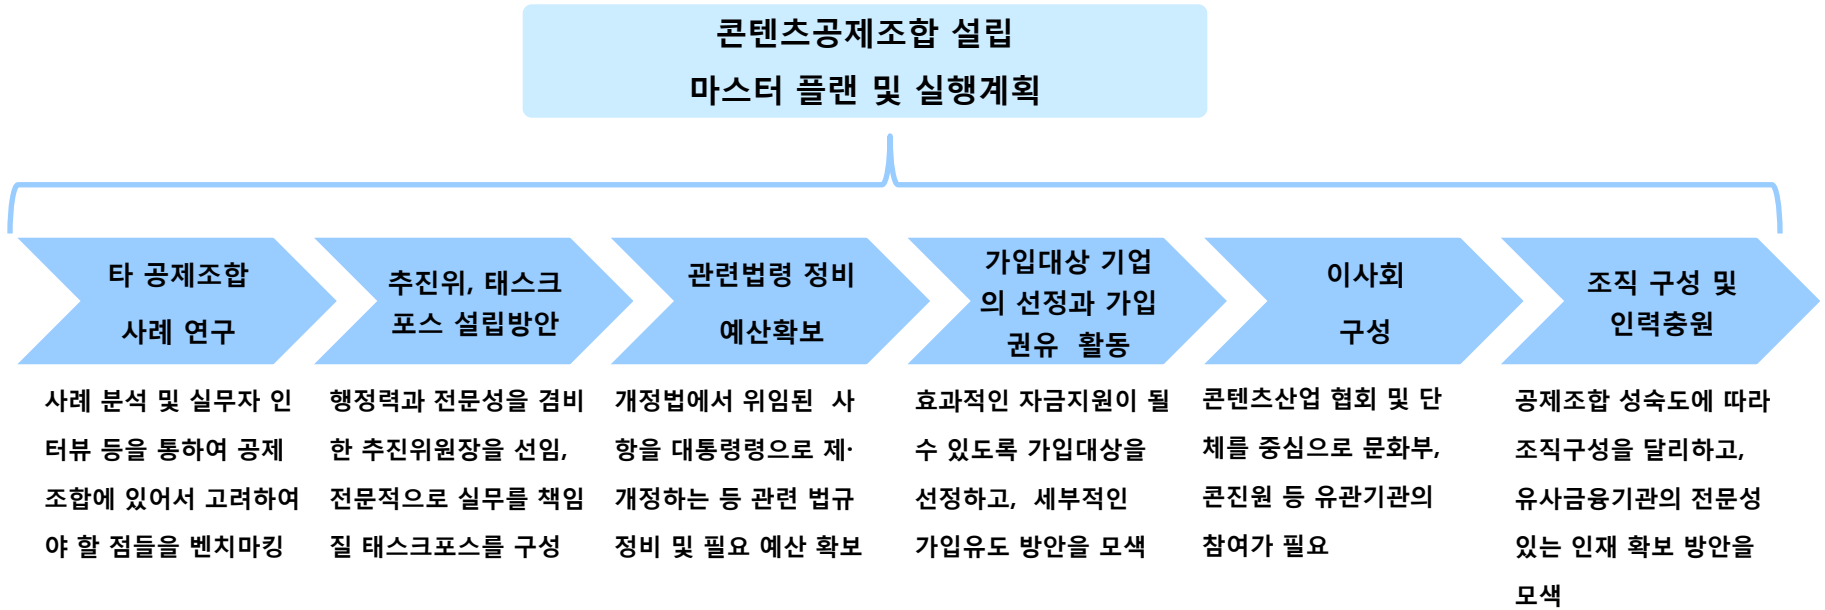 콘텐츠공제조합 설립
마스터 플랜 및 실행계획
타 공제조합
사례 연구
추진위, 태스크
포스 설립방안
관련법령 정비
예산확보
가입대상 기업
의 선정과 가입
권유 활동
이사회
구성
조직 구성 및
인력충원
사례 분석 및 실무자 인
터뷰 등을 통하여 공제
조합에 있어서 고려하여
야 할 점들을 벤치마킹
행정력과 전문성을 겸비
한 추진위원장을 선임,
전문적으로 실무를 책임
질 태스크포스를 구성
개정법에서 위임된 사
항을 대통령령으로 제·
개정하는 등 관련 법규
정비 및 필요 예산 확보
효과적인 자금지원이 될
수 있도록 가입대상을
선정하고, 세부적인
가입유도 방안을 모색
콘텐츠산업 협회 및 단
체를 중심으로 문화부,
콘진원 등 유관기관의
참여가 필요
공제조합 성숙도에 따라
조직구성을 달리하고,
유사금융기관의 전문성
있는 인재 확보 방안을
모색